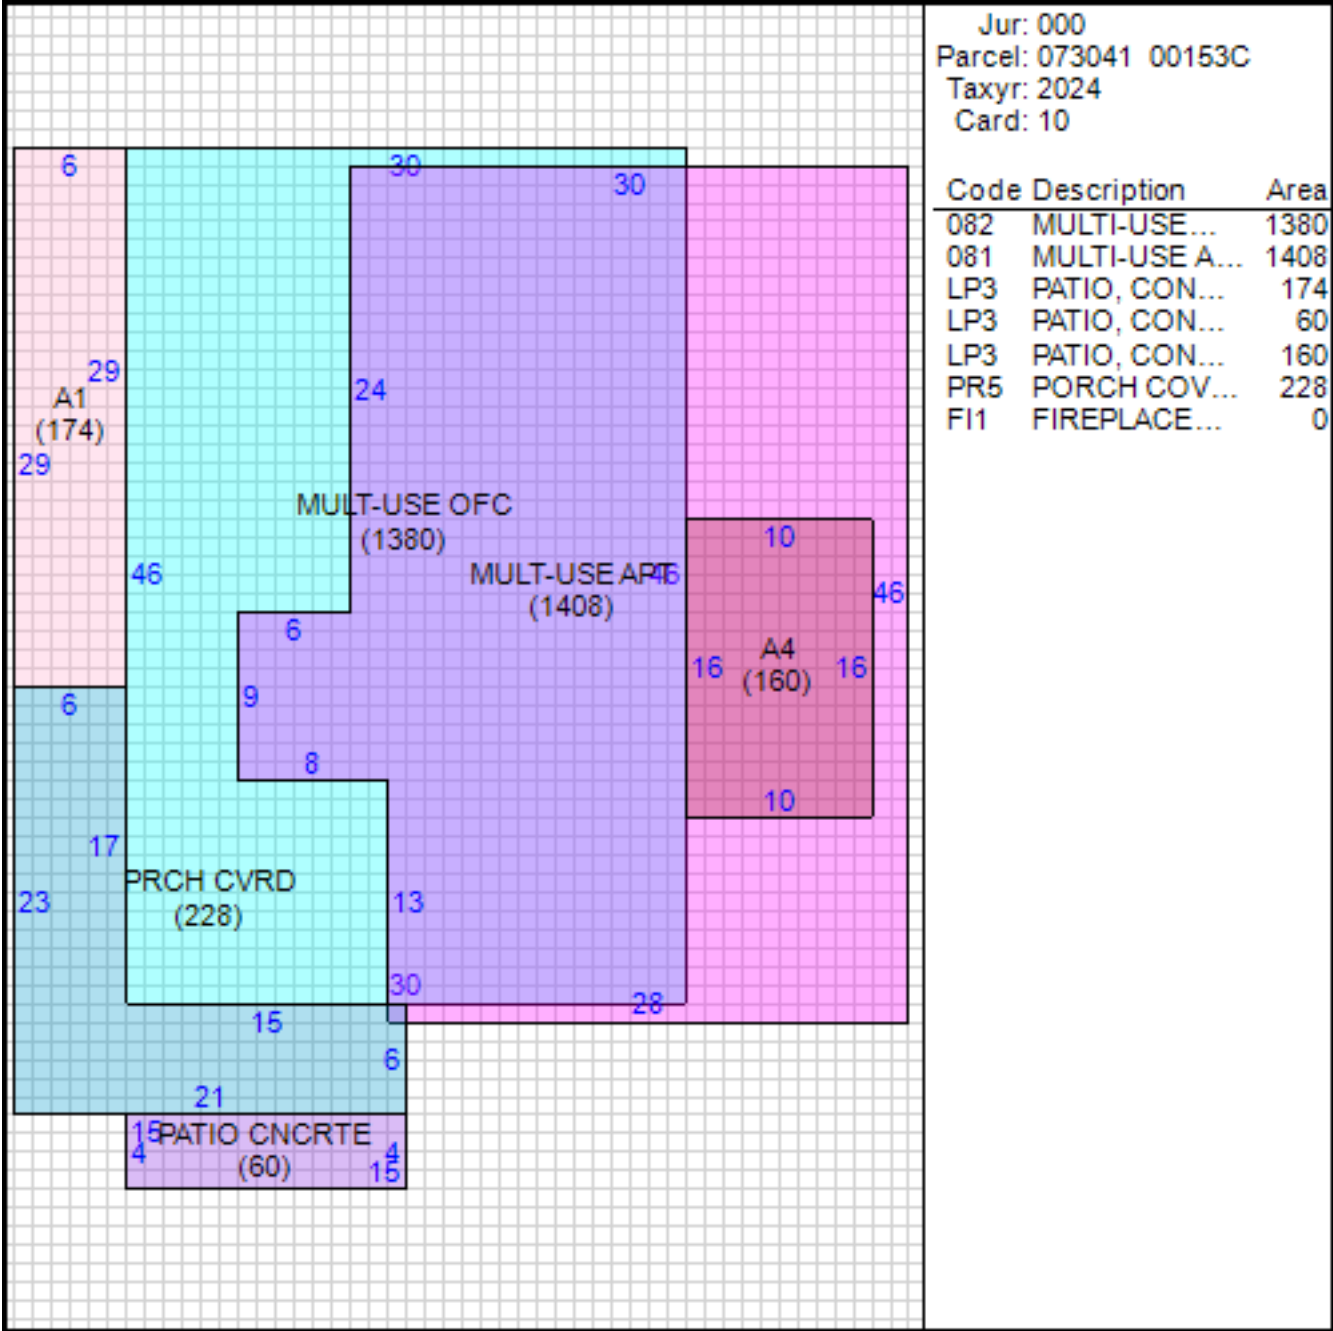 Jur: 000
Parcel: 073041 00153C
Taxyr: 2024
Card: 10
Code Description Area
082 MULTI-USE... 1380
081 MULTI-USE A... 1408
LP3 PATIO, CON... 174
LP3 PATIO, CON... 60
LP3 PATIO, CON... 160
PR5 PORCH COV... 228
FI1 FIREPLACE... 0
6
30
30
29
24
A1
(174)
29
MULT-USE OFC
(1380)
10
46
MULT-USE APT
46
46
(1408)
6
A4
16
16
(160)
9
6
8
10
17
PRCH CVRD
(228)
23
13
30
28
15
6
21
15
PATIO CNCRTE
4
4
(60)
15